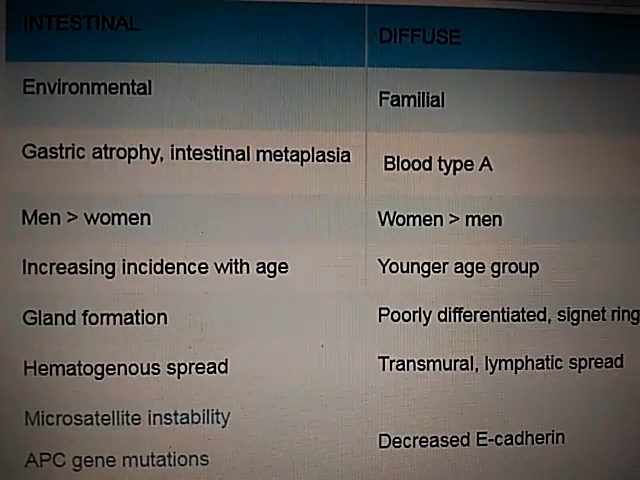 INTESTINAL DIFFUSE
Environmental Familial
Gastric atrophy, intestinal metaplasia Blood type A
Men > women Women > men
Increasing incidence with age Younger age group
Gland formation Poorly differentiated, signet ring
Hematogenous spread Transmural, lymphatic spread
Microsatellite instability
Decreased E-cadherin
APC gene mutations